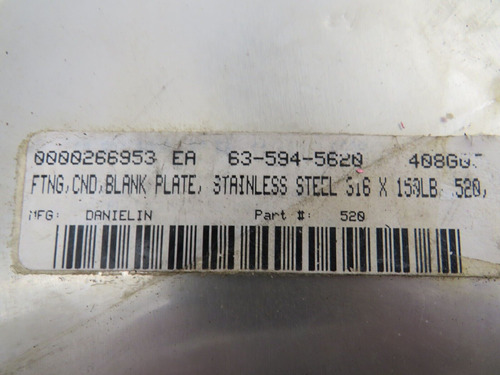 0000266953 EA 63-594-5620
FTNG,CND,BLANK PLATE, STAINLESS STEEL 316 X 150LB 520,
MFG: DANIELIN Part #: 520